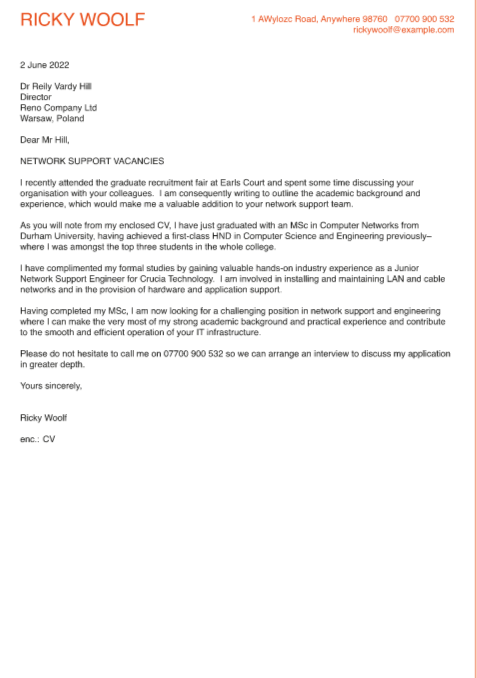 RICKY WOOLF
1 AWylozc Road, Anywhere 98760   07700 900 532
rickywoolf@example.com
2 June 2022
Dr Reily Vardy Hill
Director
Reno Company Ltd
Warsaw, Poland
Dear Mr Hill,
NETWORK SUPPORT VACANCIES
I recently attended the graduate recruitment fair at Earls Court and spent some time discussing your
organisation with your colleagues.  I am consequently writing to outline the academic background and
experience, which would make me a valuable addition to your network support team.
As you will note from my enclosed CV, I have just graduated with an MSc in Computer Networks from
Durham University, having achieved a first-class HND in Computer Science and Engineering previously–
where I was amongst the top three students in the whole college.
I have complimented my formal studies by gaining valuable hands-on industry experience as a Junior
Network Support Engineer for Crucia Technology.  I am involved in installing and maintaining LAN and cable
networks and in the provision of hardware and application support.
Having completed my MSc, I am now looking for a challenging position in network support and engineering
where I can make the very most of my strong academic background and practical experience and contribute
to the smooth and efficient operation of your IT infrastructure.
Please do not hesitate to call me on 07700 900 532 so we can arrange an interview to discuss my application
in greater depth.
Yours sincerely,
Ricky Woolf
enc.: CV